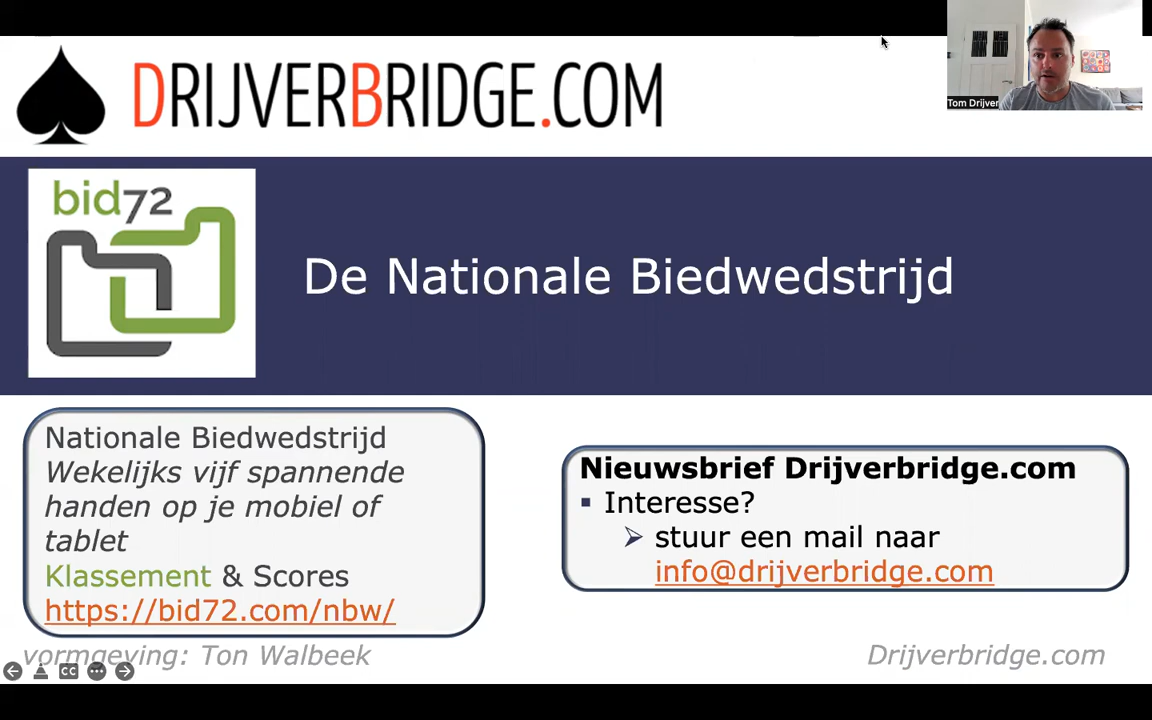 DRIJVERBRIDGE.COM
Tom Drijver
bid72
De Nationale Biedwedstrijd
Nationale Biedwedstrijd
Wekelijks vijf spannende
handen op je mobiel of
tablet
Klassement & Scores
https://bid72.com/nbw/
Nieuwsbrief Drijverbridge.com
Interesse?
stuur een mail naar
info@drijverbridge.com
vormgeving: Ton Walbeek
Drijverbridge.com
CC